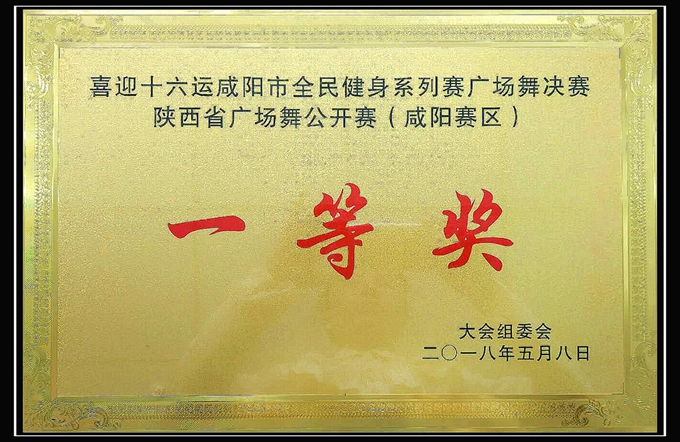 喜迎十六运咸阳市全民健身系列赛广场舞决赛
陕西省广场舞公开赛（咸阳赛区）
一等奖
大会组委会
二〇一八年五月八日